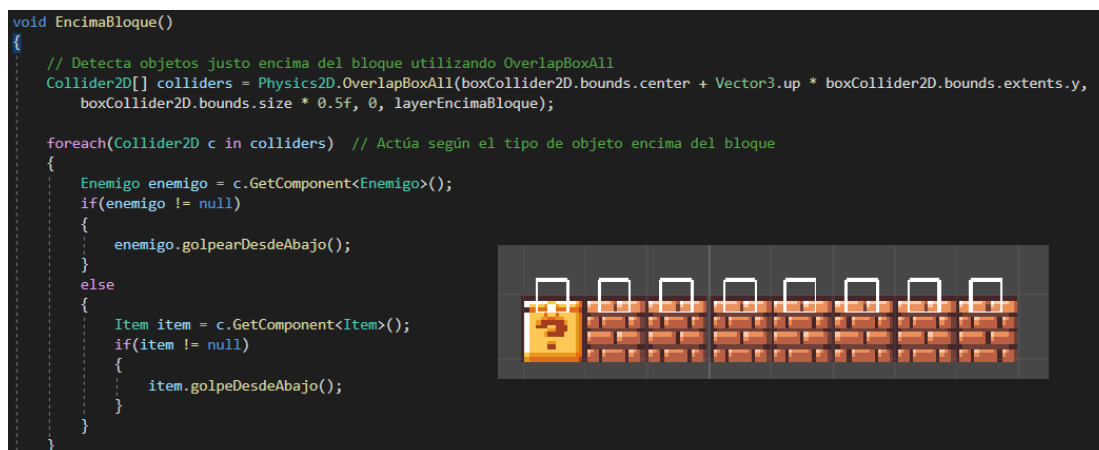 void EncimaBloque()
{
// Detecta objetos justo encima del bloque utilizando OverlapBoxAll
Collider2D[] colliders = Physics2D.OverlapBoxAll(boxCollider2D.bounds.center + Vector3.up * boxCollider2D.bounds.extents.y,
boxCollider2D.bounds.size * 0.5f, 0, layerEncimaBloque);
foreach(Collider2D c in colliders)  // Actúa según el tipo de objeto encima del bloque
{
Enemigo enemigo = c.GetComponent<Enemigo>();
if(enemigo != null)
{
enemigo.golpearDesdeAbajo();
}
else
{
Item item = c.GetComponent<Item>();
if(item != null)
{
item.golpeDesdeAbajo();
}
}
}
?